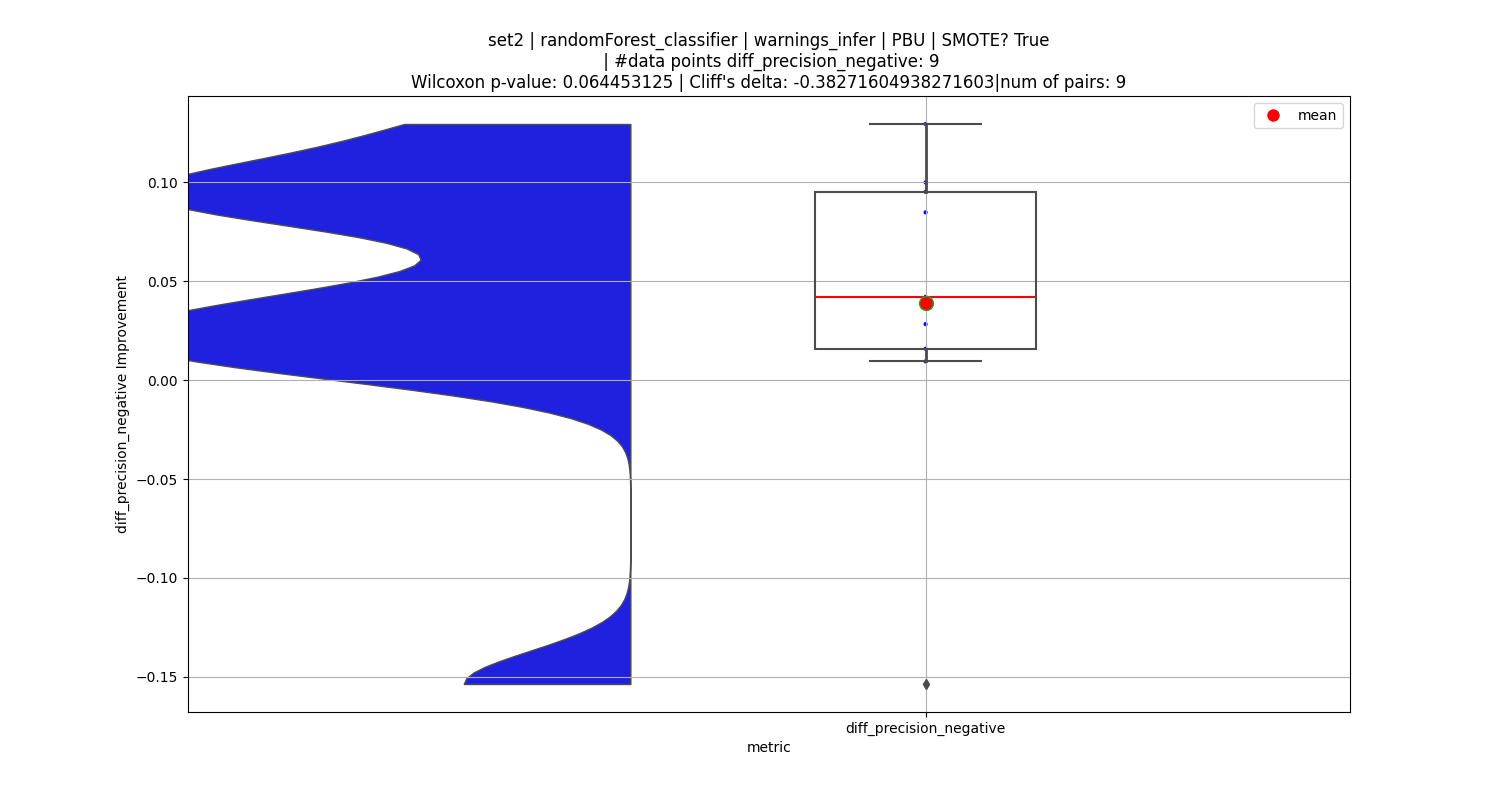 set2 | randomForest_classifier | warnings_infer | PBU | SMOTE? True
| #data points diff_precision_negative: 9
Wilcoxon p-value: 0.064453125 | Cliff's delta: -0.38271604938271603|num of pairs: 9
mean
0.10
0.05
0.00
−0.05
−0.10
−0.15
diff_precision_negative Improvement
diff_precision_negative
metric